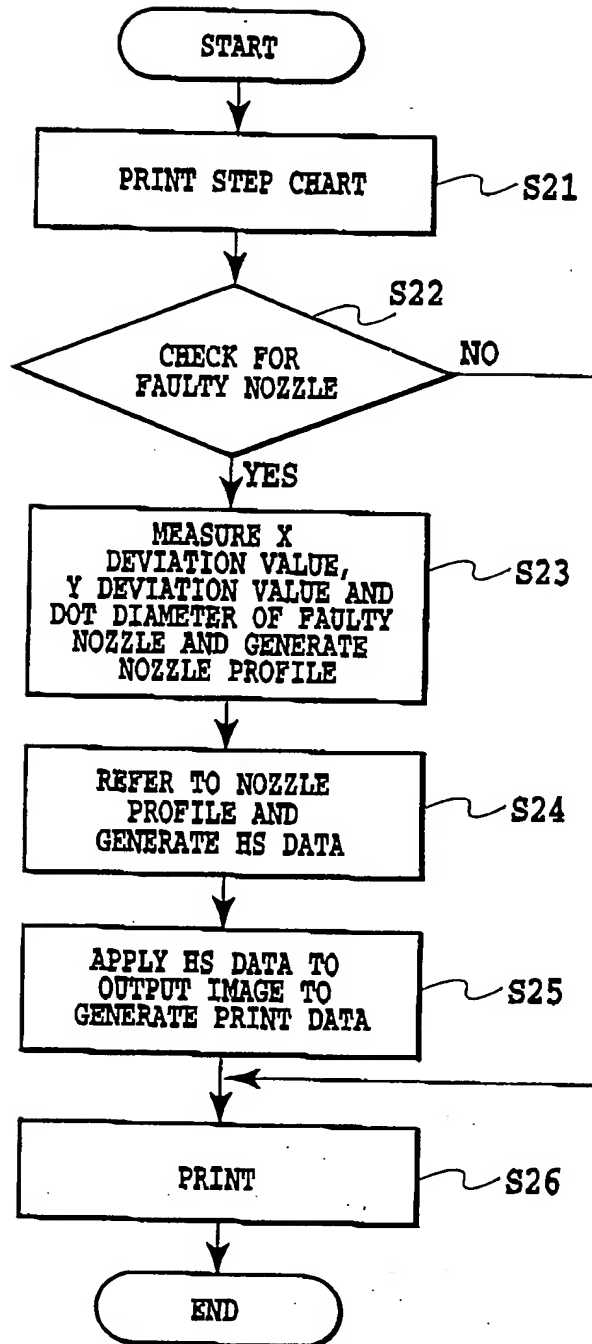 START
PRINT STEP CHART
S21
S22
CHECK FOR
FAULTY NOZZLE
NO
YES
MEASURE X
DEVIATION VALUE,
Y DEVIATION VALUE AND
DOT DIAMETER OF FAULTY
NOZZLE AND GENERATE
NOZZLE PROFILE
S23
REFER TO NOZZLE
PROFILE AND
GENERATE HS DATA
S24
APPLY HS DATA TO
OUTPUT IMAGE TO
GENERATE PRINT DATA
S25
PRINT
S26
END